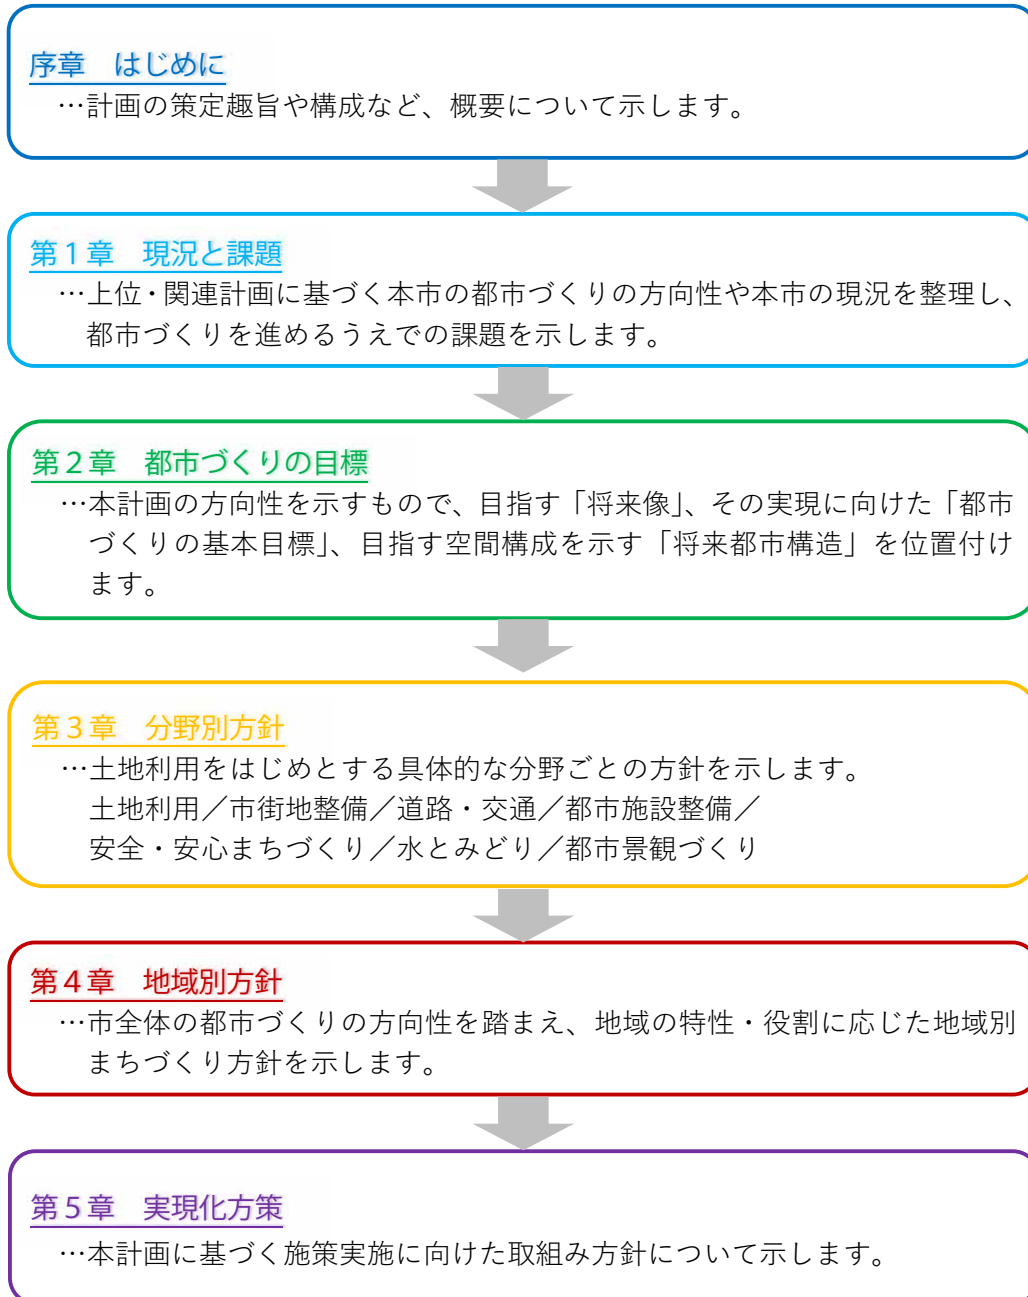 序章　はじめに
…計画の策定趣旨や構成など、概要について示します。
第１章　現況と課題
…上位・関連計画に基づく本市の都市づくりの方向性や本市の現況を整理し、
都市づくりを進めるうえでの課題を示します。
第２章　都市づくりの目標
…本計画の方向性を示すもので、目指す「将来像」、その実現に向けた「都市
づくりの基本目標」、目指す空間構成を示す「将来都市構造」を位置付け
ます。
第３章　分野別方針
…土地利用をはじめとする具体的な分野ごとの方針を示します。
土地利用／市街地整備／道路・交通／都市施設整備／
安全・安心まちづくり／水とみどり／都市景観づくり
第４章　地域別方針
…市全体の都市づくりの方向性を踏まえ、地域の特性・役割に応じた地域別
まちづくり方針を示します。
第５章　実現化方策
…本計画に基づく施策実施に向けた取組み方針について示します。